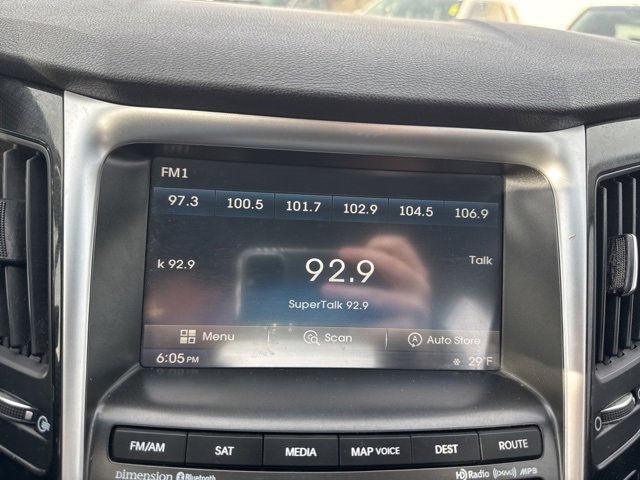 FM1
97.3 100.5 101.7 102.9 104.5 106.9
k 92.9 92.9 Talk
SuperTalk 92.9
Menu Scan Auto Store
6:05 PM 29°F
FM/AM SAT MEDIA MAP VOICE DEST ROUTE
Dimension Bluetooth HD Radio XM MP3